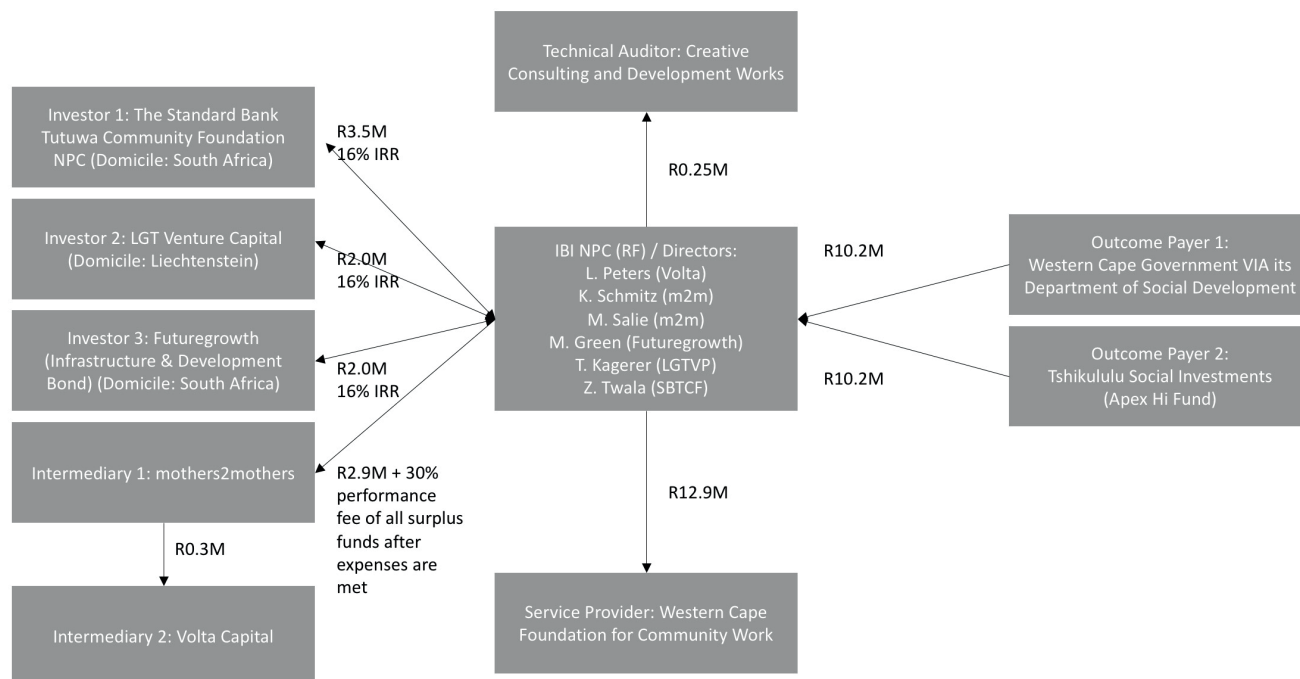 Technical Auditor: Creative
Consulting and Development Works
Investor 1: The Standard Bank
Tutuwa Community Foundation
NPC (Domicile: South Africa)
R3.5M
16% IRR
R0.25M
Investor 2: LGT Venture Capital
(Domicile: Liechtenstein)
R2.0M
16% IRR
IBI NPC (RF) / Directors:
L. Peters (Volta)
K. Schmitz (m2m)
M. Salie (m2m)
M. Green (Futuregrowth)
T. Kagerer (LGTVP)
Z. Twala (SBTCF)
R10.2M
Outcome Payer 1:
Western Cape Government VIA its
Department of Social Development
Investor 3: Futuregrowth
(Infrastructure & Development
Bond) (Domicile: South Africa)
R2.0M
16% IRR
R10.2M
Outcome Payer 2:
Tshikululu Social Investments
(Apex Hi Fund)
Intermediary 1: mothers2mothers
R2.9M + 30%
performance
fee of all surplus
funds after
expenses are
met
R12.9M
R0.3M
Intermediary 2: Volta Capital
Service Provider: Western Cape
Foundation for Community Work